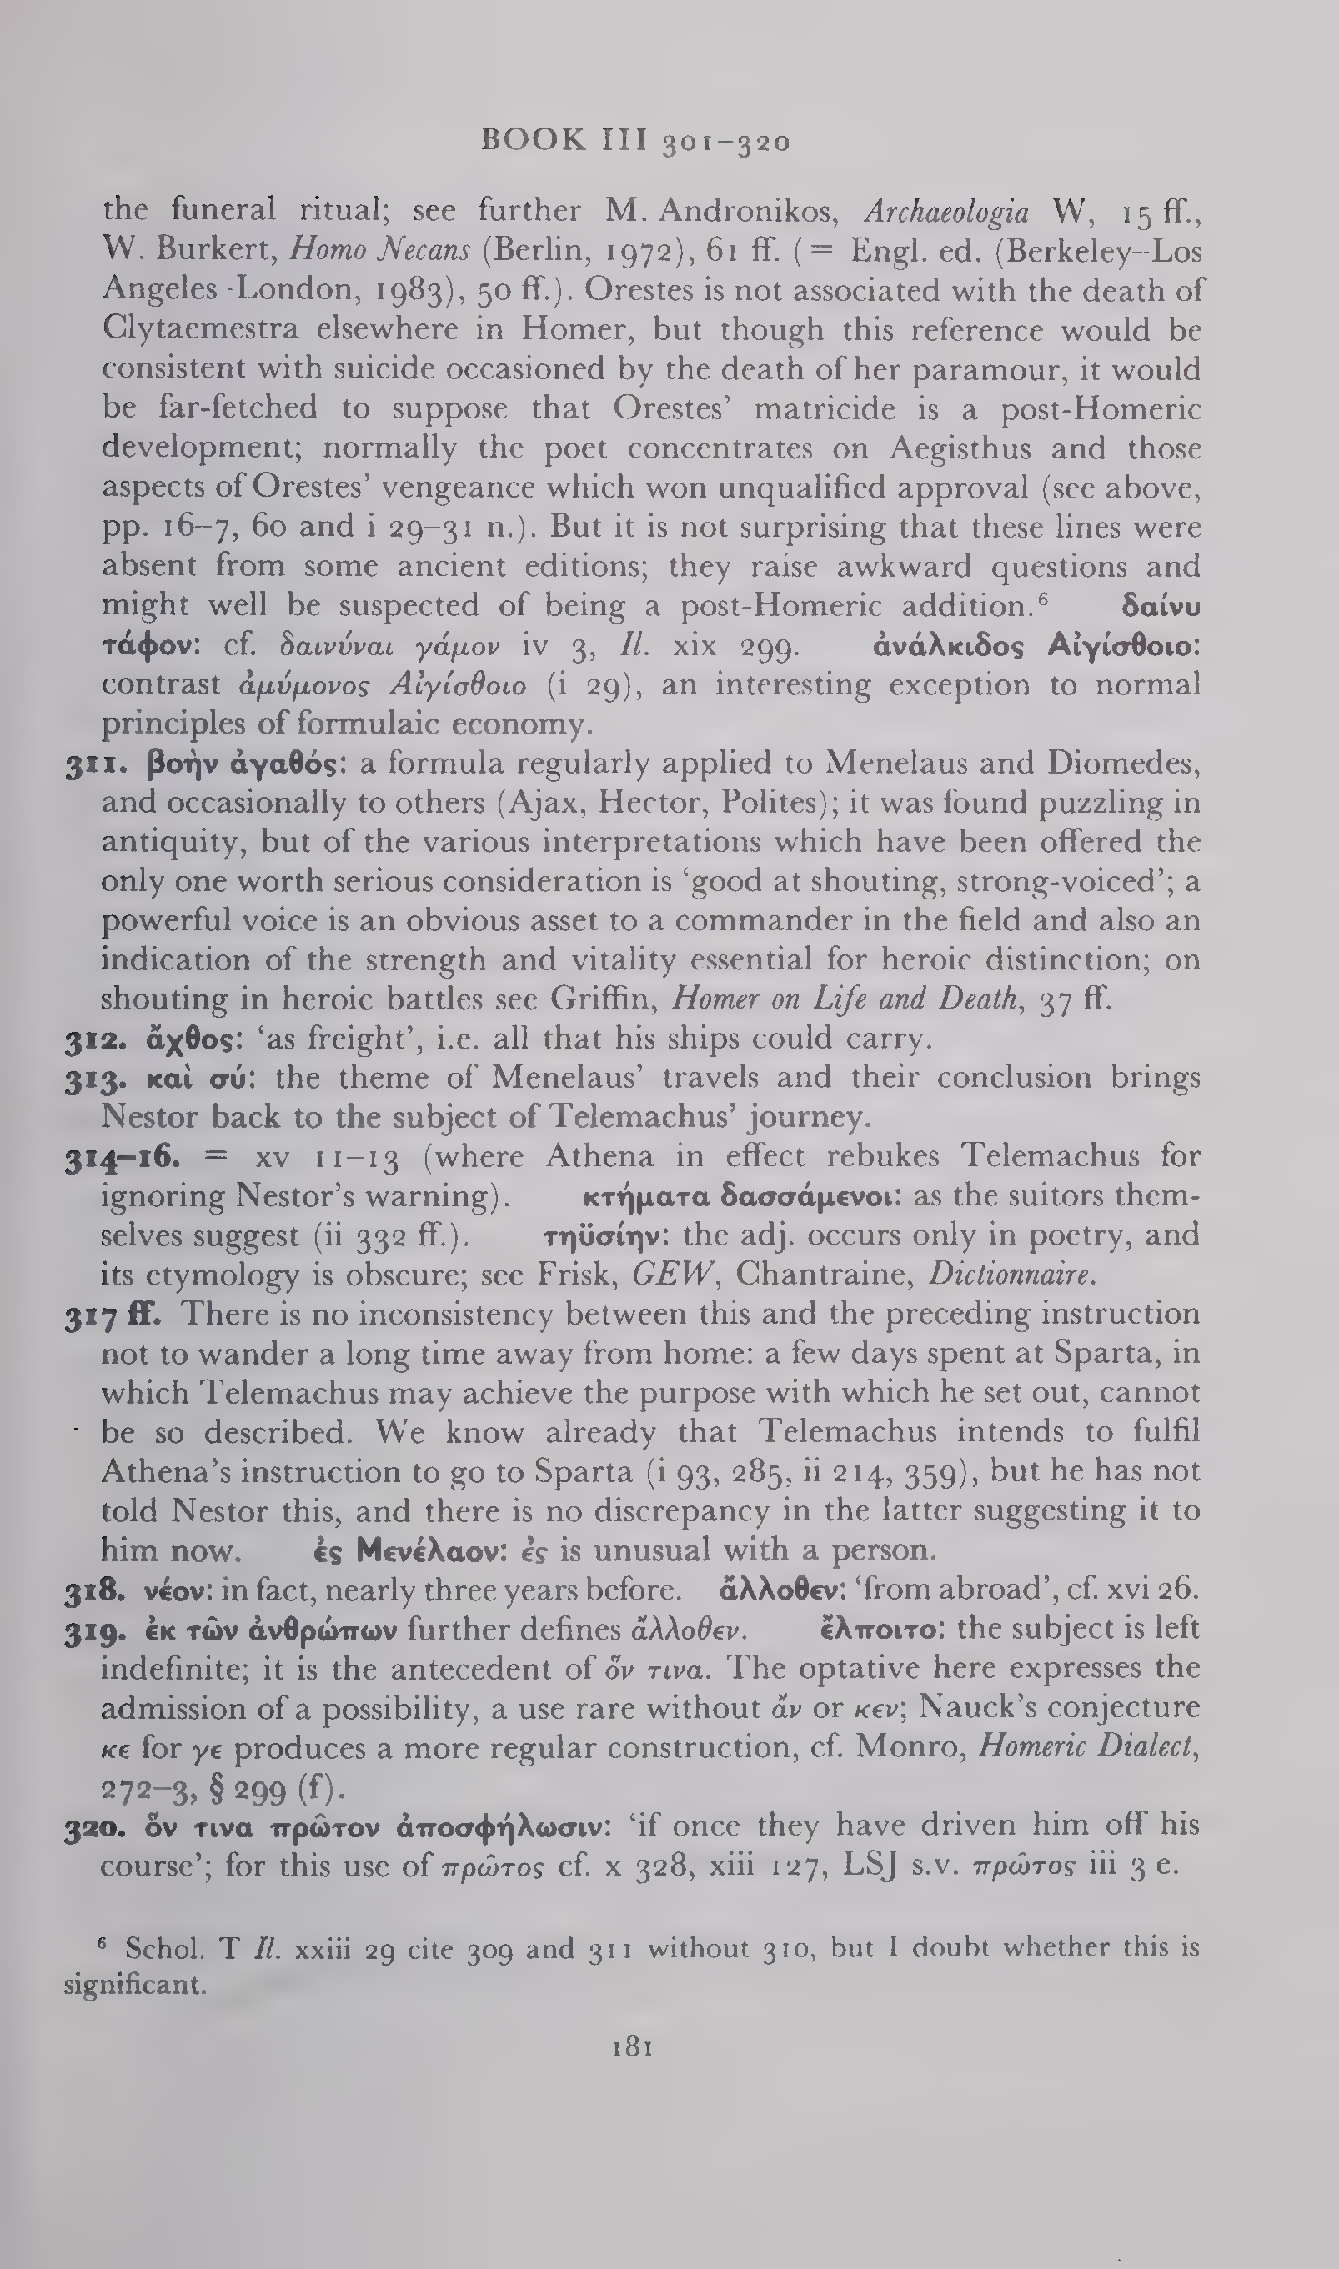 BOOK III 301–320
the funeral ritual; see further M. Andronikos, Archaeologia W, 15 ff.,
W. Burkert, Homo Necans (Berlin, 1972), 61 ff. (= Engl. ed. (Berkeley–Los
Angeles–London, 1983), 50 ff.). Orestes is not associated with the death of
Clytaemestra elsewhere in Homer, but though this reference would be
consistent with suicide occasioned by the death of her paramour, it would
be far-fetched to suppose that Orestes’ matricide is a post-Homeric
development; normally the poet concentrates on Aegisthus and those
aspects of Orestes’ vengeance which won unqualified approval (see above,
pp. 16–7, 60 and i 29–31 n.). But it is not surprising that these lines were
absent from some ancient editions; they raise awkward questions and
might well be suspected of being a post-Homeric addition.⁶ δαίνυ
τάφον: cf. δαινύναι γάμον iv 3, Il. xix 299. ἀνάλκιδος Αἰγίσθοιο:
contrast ἀμύμονος Αἰγίσθοιο (i 29), an interesting exception to normal
principles of formulaic economy.
311. βοὴν ἀγαθός: a formula regularly applied to Menelaus and Diomedes,
and occasionally to others (Ajax, Hector, Polites); it was found puzzling in
antiquity, but of the various interpretations which have been offered the
only one worth serious consideration is ‘good at shouting, strong-voiced’; a
powerful voice is an obvious asset to a commander in the field and also an
indication of the strength and vitality essential for heroic distinction; on
shouting in heroic battles see Griffin, Homer on Life and Death, 37 ff.
312. ἄχθος: ‘as freight’, i.e. all that his ships could carry.
313. καὶ σύ: the theme of Menelaus’ travels and their conclusion brings
Nestor back to the subject of Telemachus’ journey.
314–16. = xv 11–13 (where Athena in effect rebukes Telemachus for
ignoring Nestor’s warning). κτήματα δασσάμενοι: as the suitors them-
selves suggest (ii 332 ff.). τηϋσίην: the adj. occurs only in poetry, and
its etymology is obscure; see Frisk, GEW, Chantraine, Dictionnaire.
317 ff. There is no inconsistency between this and the preceding instruction
not to wander a long time away from home: a few days spent at Sparta, in
which Telemachus may achieve the purpose with which he set out, cannot
be so described. We know already that Telemachus intends to fulfil
Athena’s instruction to go to Sparta (i 93, 285, ii 214, 359), but he has not
told Nestor this, and there is no discrepancy in the latter suggesting it to
him now. ἐς Μενέλαον: ἐς is unusual with a person.
318. νέον: in fact, nearly three years before. ἄλλοθεν: ‘from abroad’, cf. xvi 26.
319. ἐκ τῶν ἀνθρώπων further defines ἄλλοθεν. ἔλποιτο: the subject is left
indefinite; it is the antecedent of ὅν τινα. The optative here expresses the
admission of a possibility, a use rare without ἄν or κεν; Nauck’s conjecture
κε for γε produces a more regular construction, cf. Monro, Homeric Dialect,
272–3, § 299 (f).
320. ὅν τινα πρῶτον ἀποσφήλωσιν: ‘if once they have driven him off his
course’; for this use of πρῶτος cf. x 328, xiii 127, LSJ s.v. πρῶτος iii 3 e.
⁶ Schol. T Il. xxiii 29 cite 309 and 311 without 310, but I doubt whether this is
significant.
181